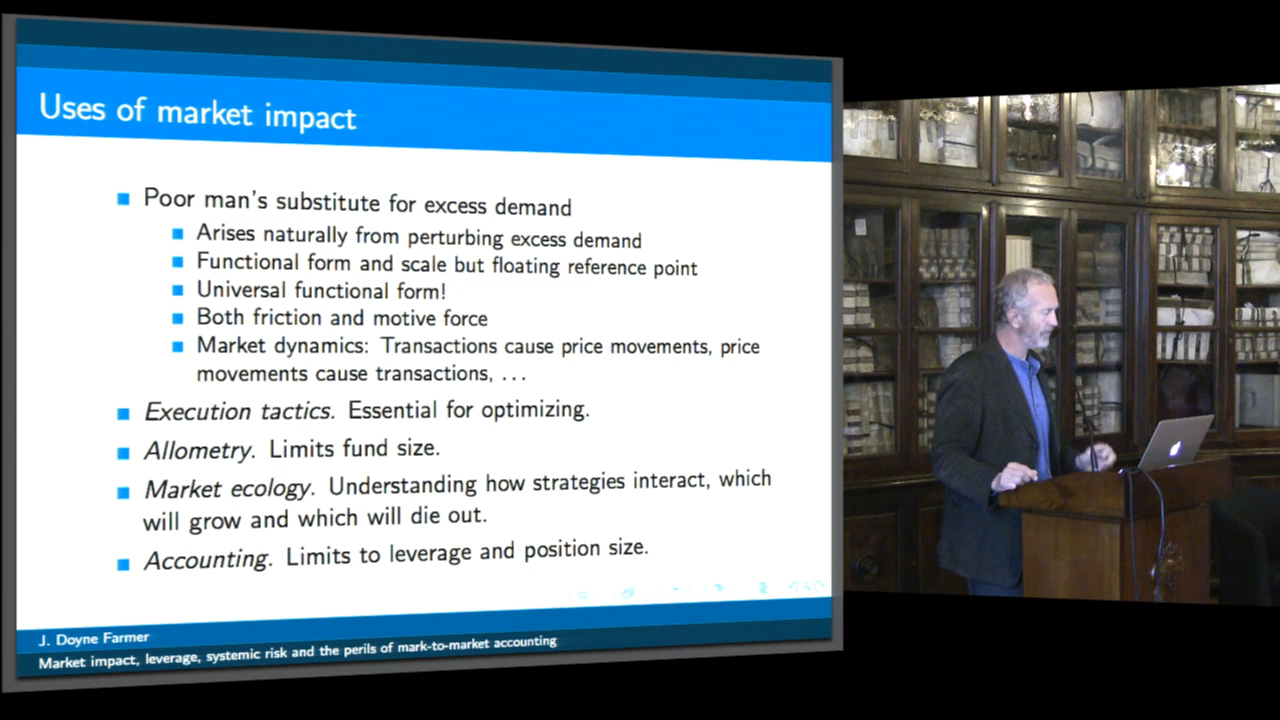 Uses of market impact
Poor man's substitute for excess demand
Arises naturally from perturbing excess demand
Functional form and scale but floating reference point
Universal functional form!
Both friction and motive force
Market dynamics: Transactions cause price movements, price
movements cause transactions, ...
Execution tactics. Essential for optimizing.
Allometry. Limits fund size.
Market ecology. Understanding how strategies interact, which
will grow and which will die out.
Accounting. Limits to leverage and position size.
J. Doyne Farmer
Market impact, leverage, systemic risk and the perils of mark-to-market accounting